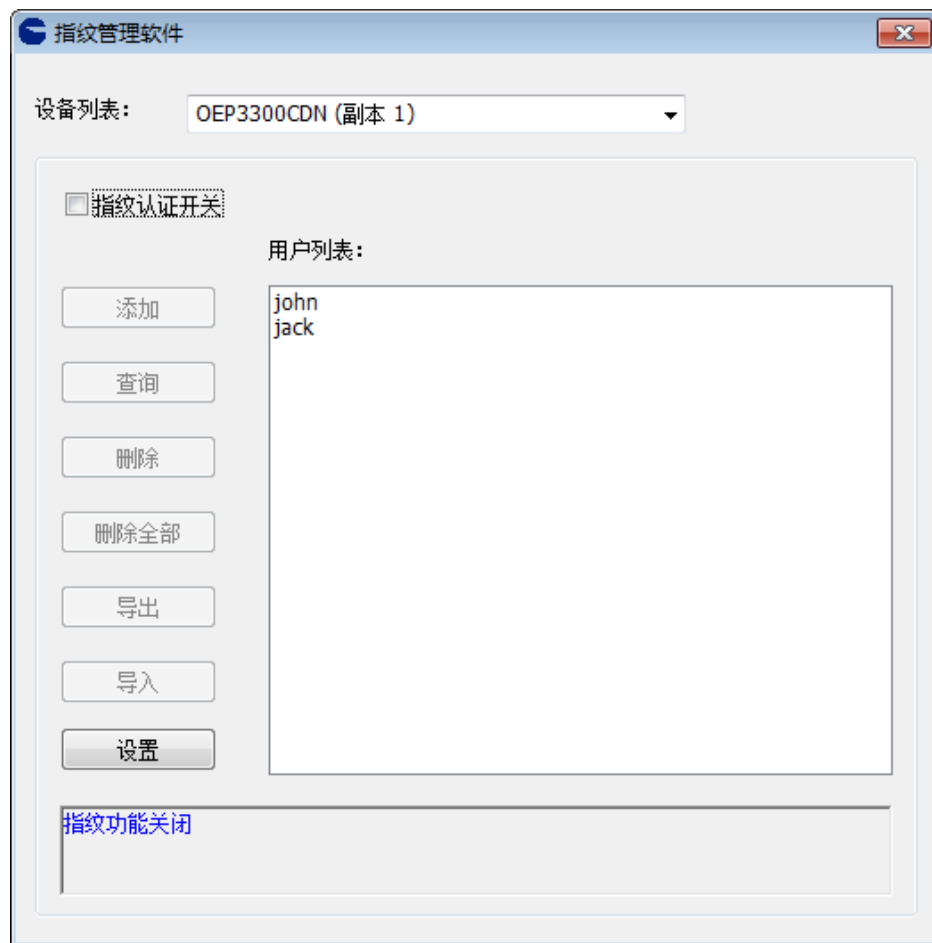 指纹管理软件
设备列表：
OEP3300CDN (副本 1)
指纹认证开关
用户列表：
添加
john
jack
查询
删除
删除全部
导出
导入
设置
指纹功能关闭